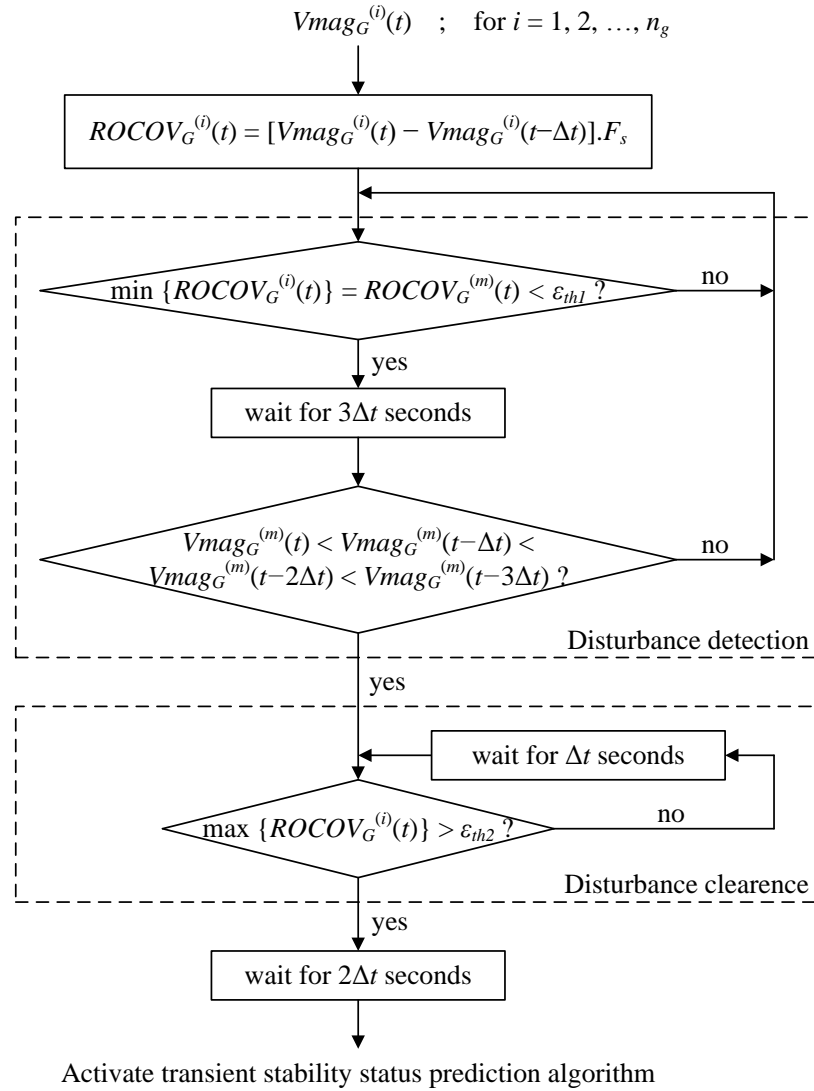 Vmag_G^(i)(t) ; for i = 1, 2, …, n_g
ROCOV_G^(i)(t) = [Vmag_G^(i)(t) − Vmag_G^(i)(t−Δt)].F_s
min {ROCOV_G^(i)(t)} = ROCOV_G^(m)(t) < ε_th1 ?
no
yes
wait for 3Δt seconds
Vmag_G^(m)(t) < Vmag_G^(m)(t−Δt) <
Vmag_G^(m)(t−2Δt) < Vmag_G^(m)(t−3Δt) ?
no
Disturbance detection
yes
wait for Δt seconds
max {ROCOV_G^(i)(t)} > ε_th2 ?
no
Disturbance clearence
yes
wait for 2Δt seconds
Activate transient stability status prediction algorithm